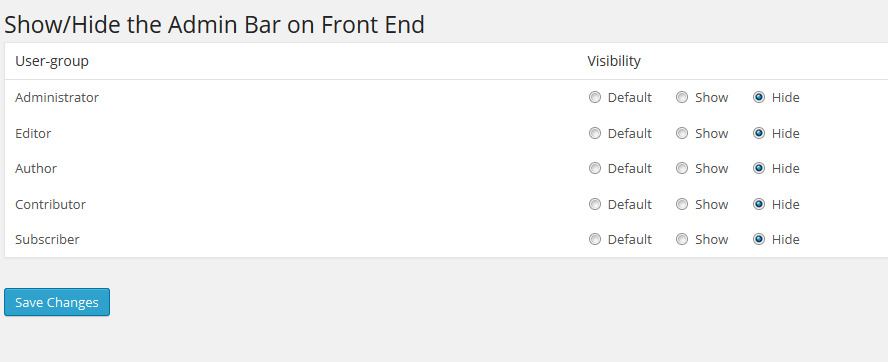 Show/Hide the Admin Bar on Front End
User-group Visibility
Administrator Default Show Hide
Editor Default Show Hide
Author Default Show Hide
Contributor Default Show Hide
Subscriber Default Show Hide
Save Changes